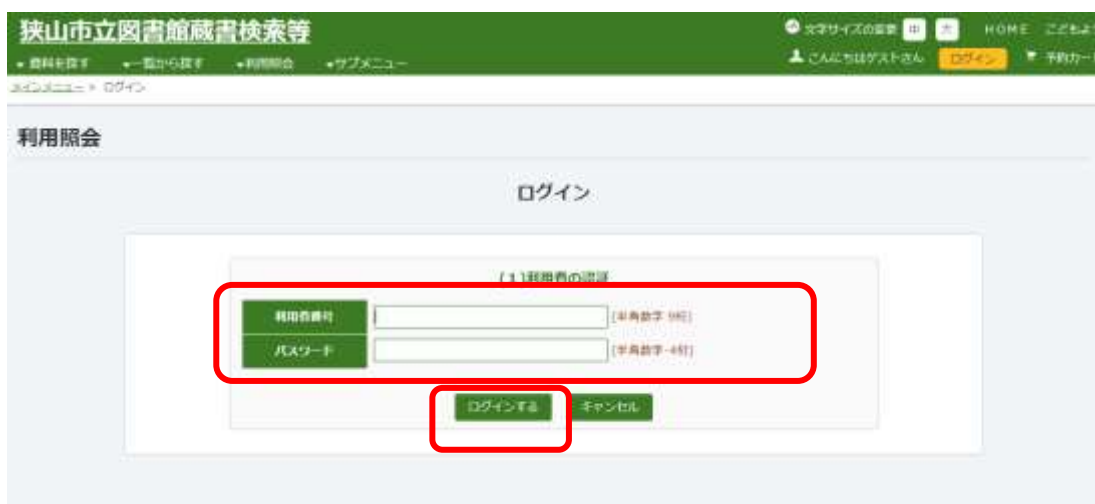 狭山市立図書館蔵書検索等
文字サイズの変更 中 大 HOME こどもよ
▾資料を探す ▾一覧から探す ▾利用照会 ▾サブメニュー
こんにちはゲストさん ログイン 予約カー
メインメニュー > ログイン
利用照会
ログイン
(1)利用者の認証
利用者番号 [半角数字
パスワード [半角数字
ログインする キャンセル